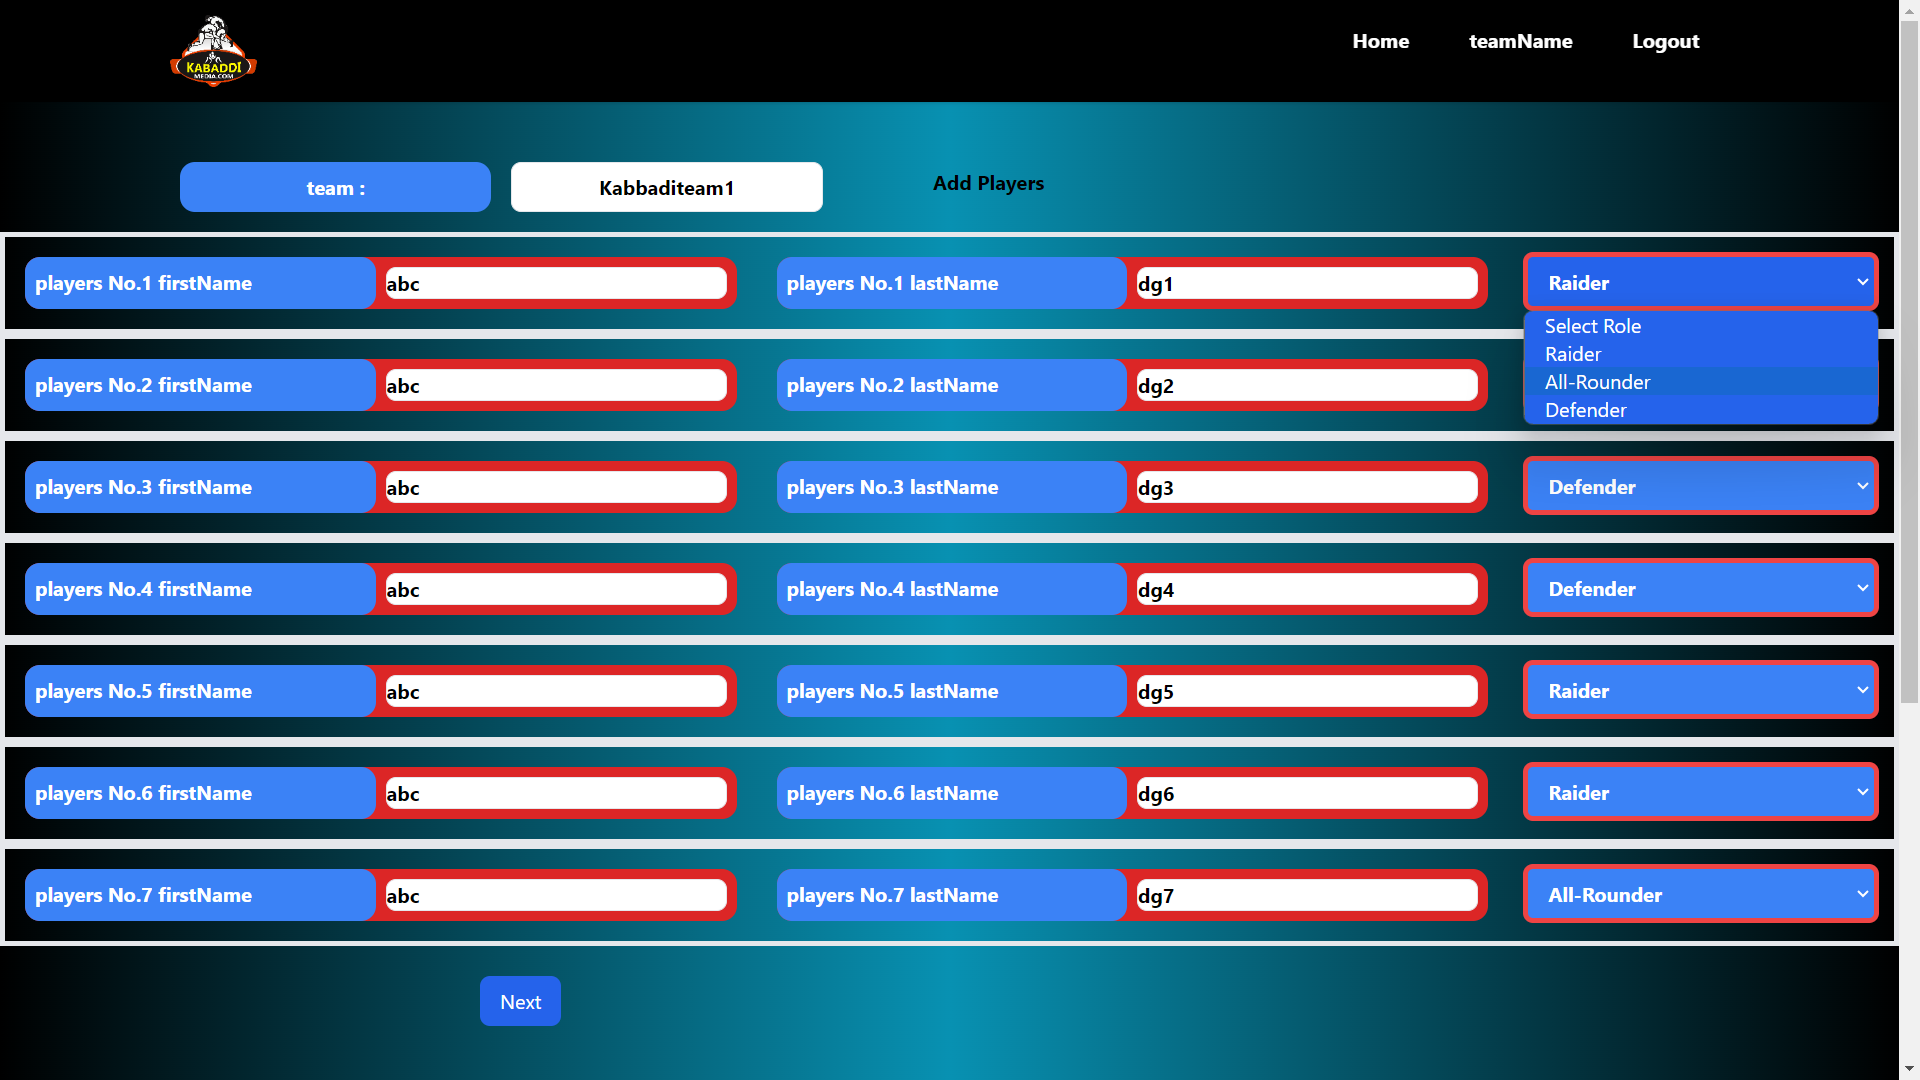 KABADDI
MEDIA.COM
Home teamName Logout
team : Kabbaditeam1 Add Players
players No.1 firstName abc players No.1 lastName dg1 Raider
Select Role
Raider
All-Rounder
Defender
players No.2 firstName abc players No.2 lastName dg2
players No.3 firstName abc players No.3 lastName dg3 Defender
players No.4 firstName abc players No.4 lastName dg4 Defender
players No.5 firstName abc players No.5 lastName dg5 Raider
players No.6 firstName abc players No.6 lastName dg6 Raider
players No.7 firstName abc players No.7 lastName dg7 All-Rounder
Next